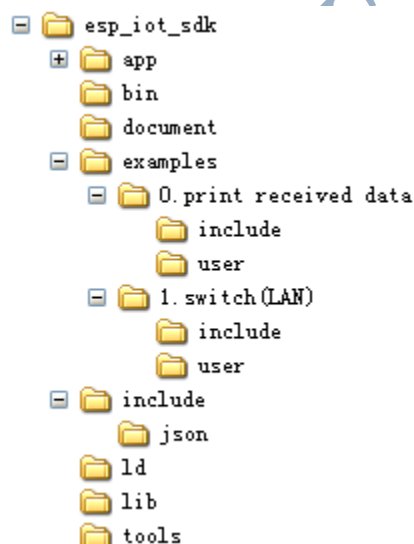 esp_iot_sdk
app
bin
document
examples
0.print received data
include
user
1.switch(LAN)
include
user
include
json
ld
lib
tools